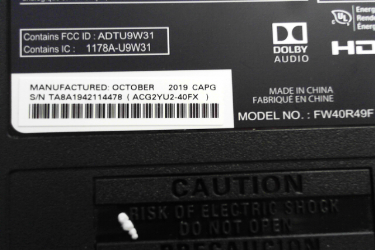 Contains FCC ID : ADTU9W31
Contains IC : 1178A-U9W31
DOLBY
AUDIO
UL
MANUFACTURED: OCTOBER 2019 CAPG
S/N TA8A1942114478 ( ACG2YU2-40FX )
MADE IN CHINA
FABRIQUÉ EN CHINE
MODEL NO. : FW40R49F
CAUTION
RISK OF ELECTRIC SHOCK
DO NOT OPEN